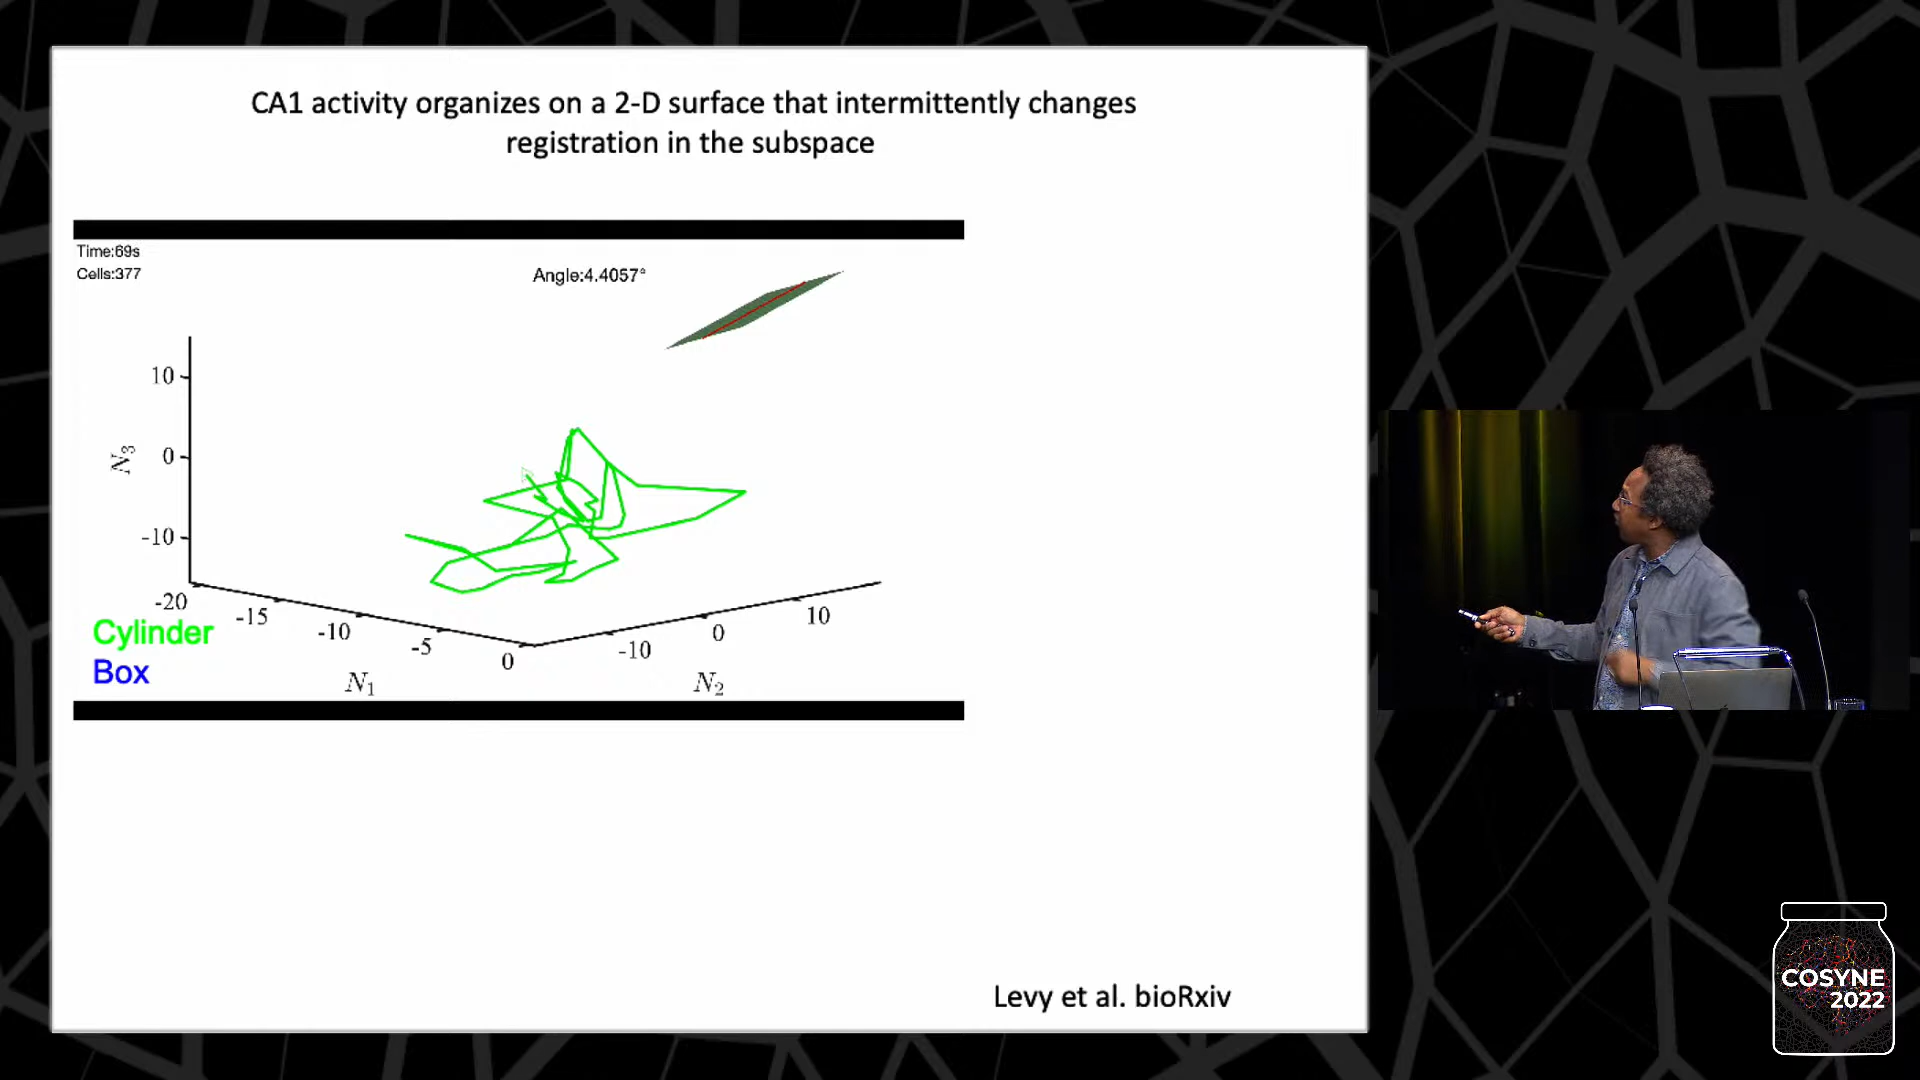 CA1 activity organizes on a 2-D surface that intermittently changes
registration in the subspace
Time:69s
Cells:377
Angle:4.4057°
10
0
-10
N₃
-20
-15
-10
-5
0
-10
0
10
N₁
N₂
Cylinder
Box
Levy et al. bioRxiv
COSYNE
2022